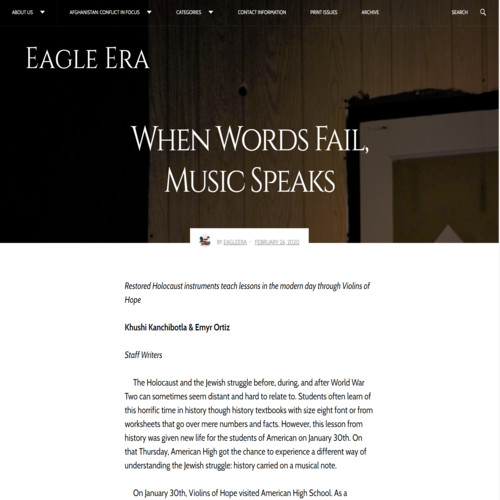 ABOUT US
AFGHANISTAN: CONFLICT IN FOCUS
CATEGORIES
CONTACT INFORMATION
PRINT ISSUES
ARCHIVE
SEARCH
EAGLE ERA
WHEN WORDS FAIL,
MUSIC SPEAKS
BY EAGLEERA · FEBRUARY 26, 2020
Restored Holocaust instruments teach lessons in the modern day through Violins of
Hope
Khushi Kanchibotla & Emyr Ortiz
Staff Writers
The Holocaust and the Jewish struggle before, during, and after World War
Two can sometimes seem distant and hard to relate to. Students often learn of
this horrific time in history though history textbooks with size eight font or from
worksheets that go over mere numbers and facts. However, this lesson from
history was given new life for the students of American on January 30th. On
that Thursday, American High got the chance to experience a different way of
understanding the Jewish struggle: history carried on a musical note.
On January 30th, Violins of Hope visited American High School. As a